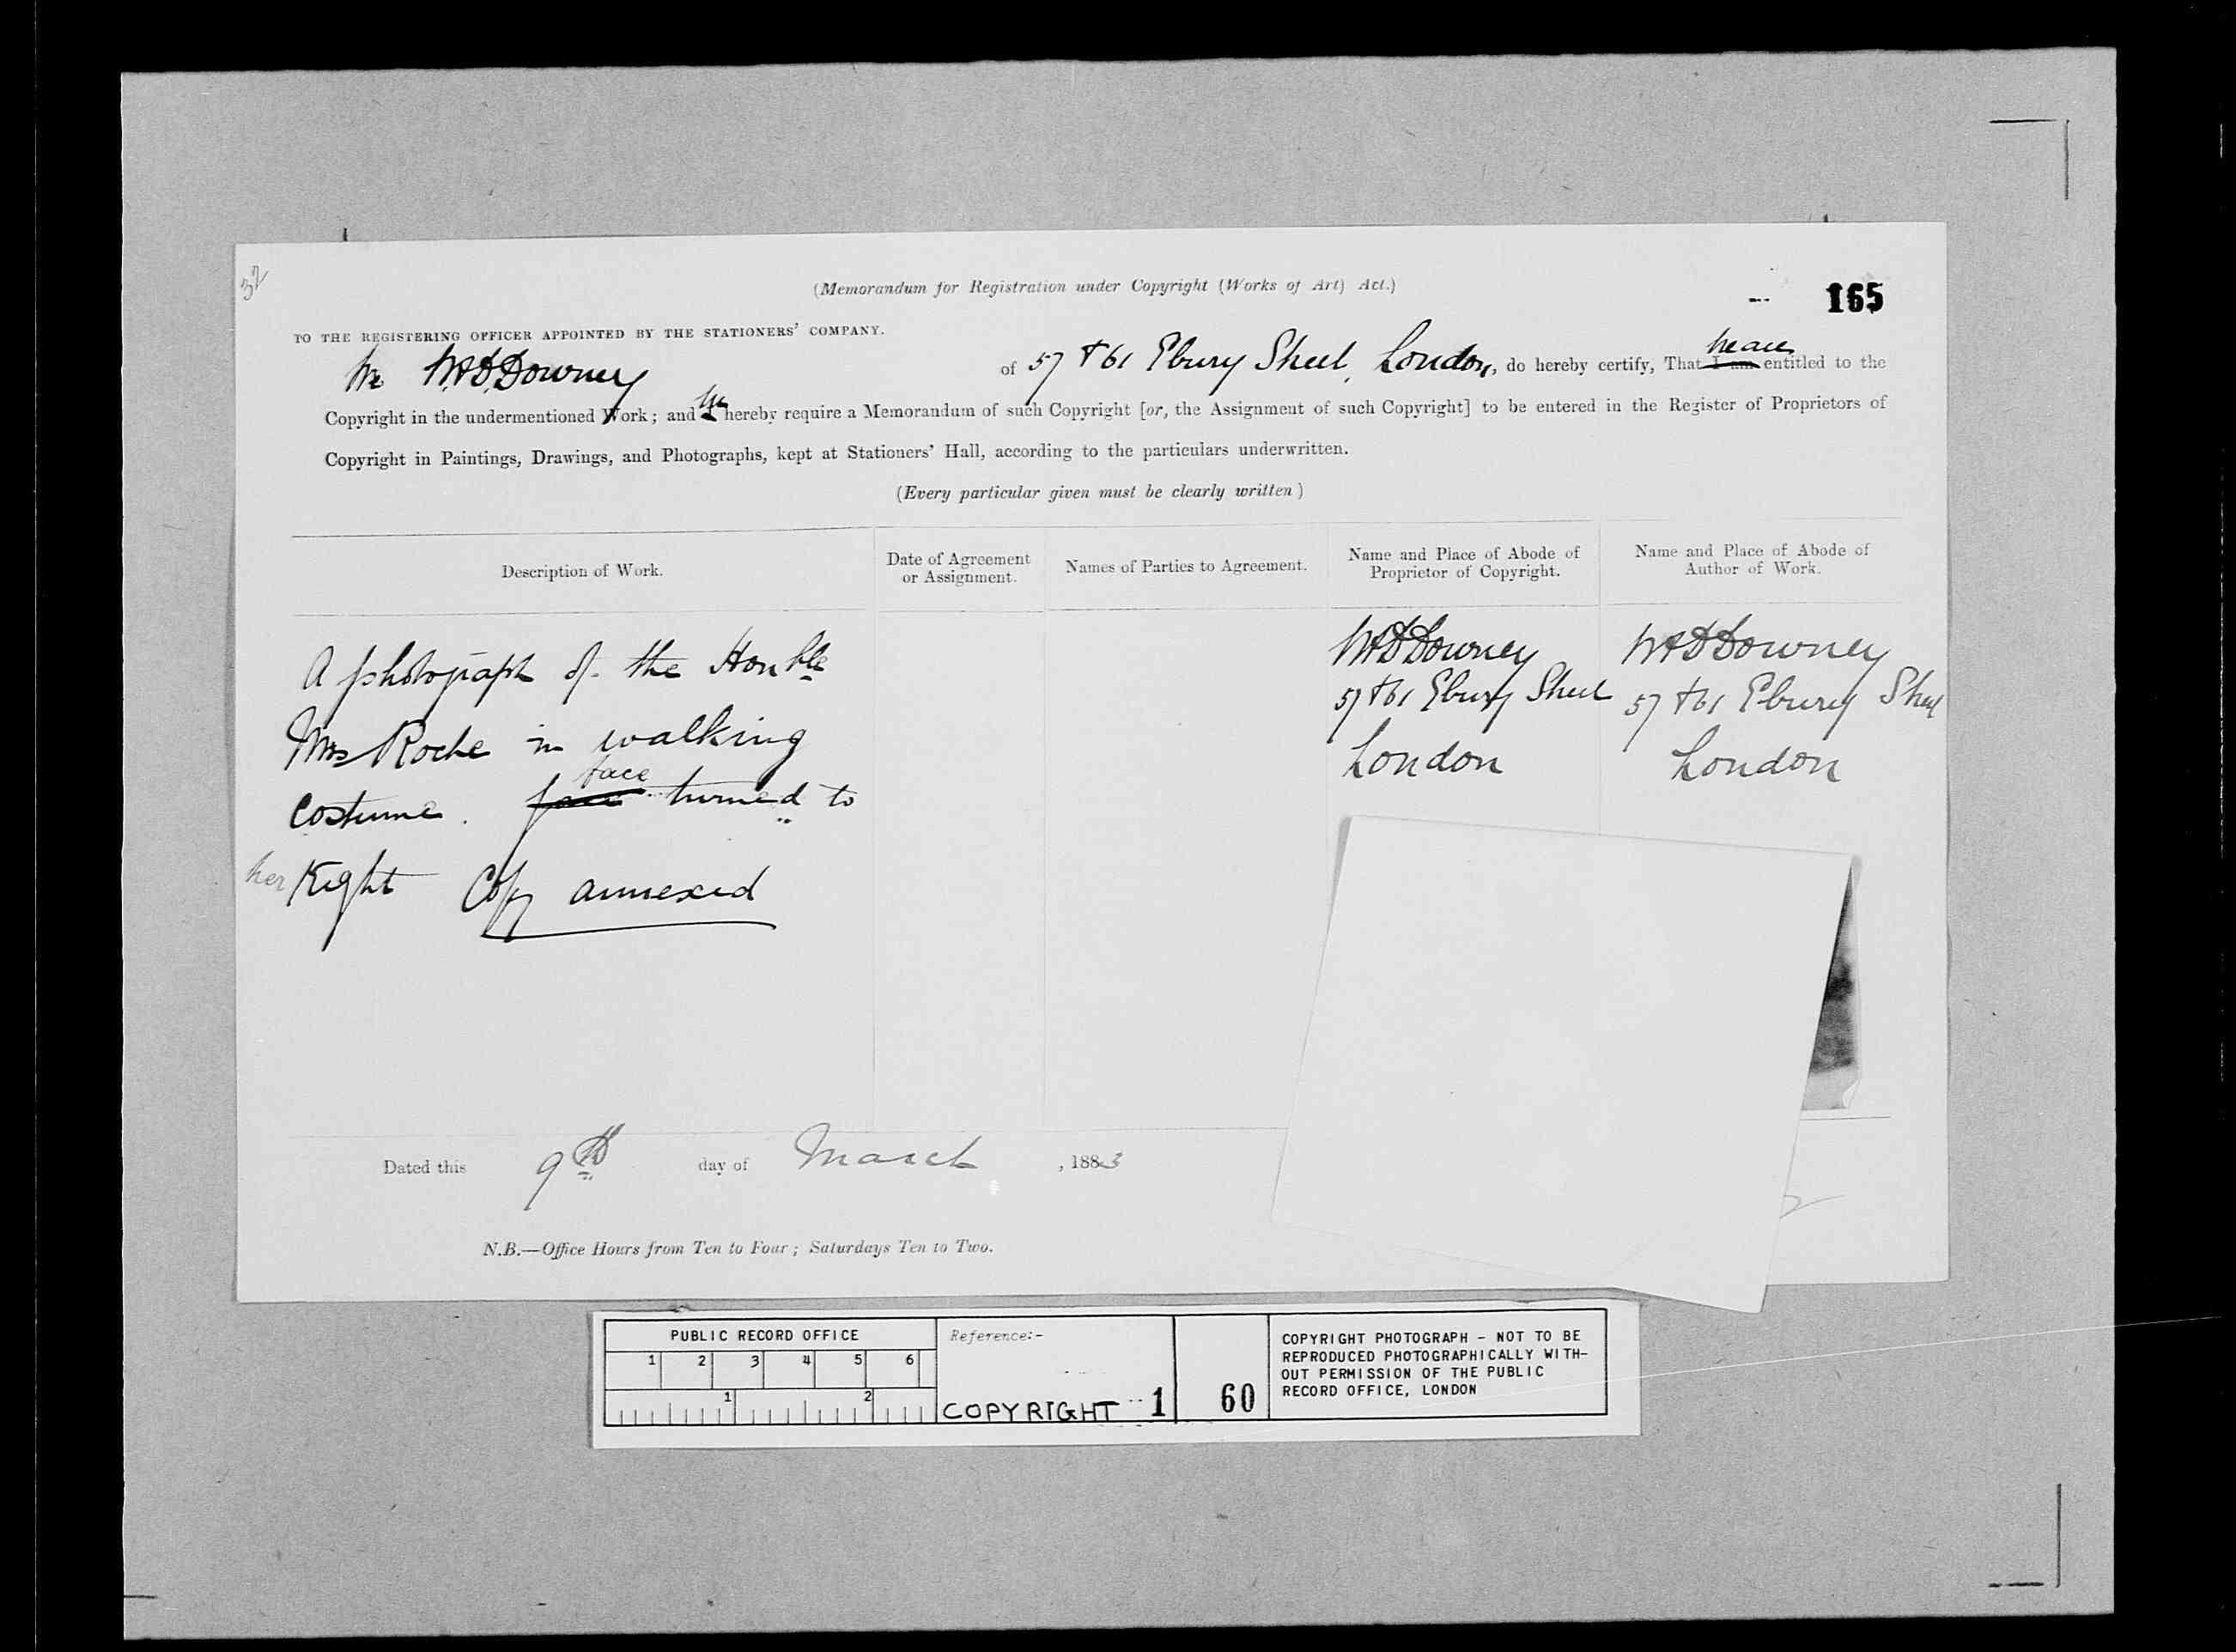 32
(Memorandum for Registration under Copyright (Works of Art) Act.)
165
TO THE REGISTERING OFFICER APPOINTED BY THE STATIONERS' COMPANY.
We W & D Downey of 57 & 61 Ebury Street, London, do hereby certify, That I am we are entitled to the
Copyright in the undermentioned Work; and I we hereby require a Memorandum of such Copyright [or, the Assignment of such Copyright] to be entered in the Register of Proprietors of
Copyright in Paintings, Drawings, and Photographs, kept at Stationers' Hall, according to the particulars underwritten.
(Every particular given must be clearly written)
Description of Work.
Date of Agreement
or Assignment.
Names of Parties to Agreement.
Name and Place of Abode of
Proprietor of Copyright.
Name and Place of Abode of
Author of Work.
A photograph of the Honble
Mrs Roche in walking
face
costume. face turned to
her Right Copy annexed
W & D Downey
57 & 61 Ebury Street
London
W & D Downey
57 & 61 Ebury Street
London
Dated this 9th day of March, 1883
N.B.—Office Hours from Ten to Four; Saturdays Ten to Two.
PUBLIC RECORD OFFICE
1 2 3 4 5 6
1 2
Reference:-
COPYRIGHT 1
60
COPYRIGHT PHOTOGRAPH - NOT TO BE
REPRODUCED PHOTOGRAPHICALLY WITH-
OUT PERMISSION OF THE PUBLIC
RECORD OFFICE, LONDON